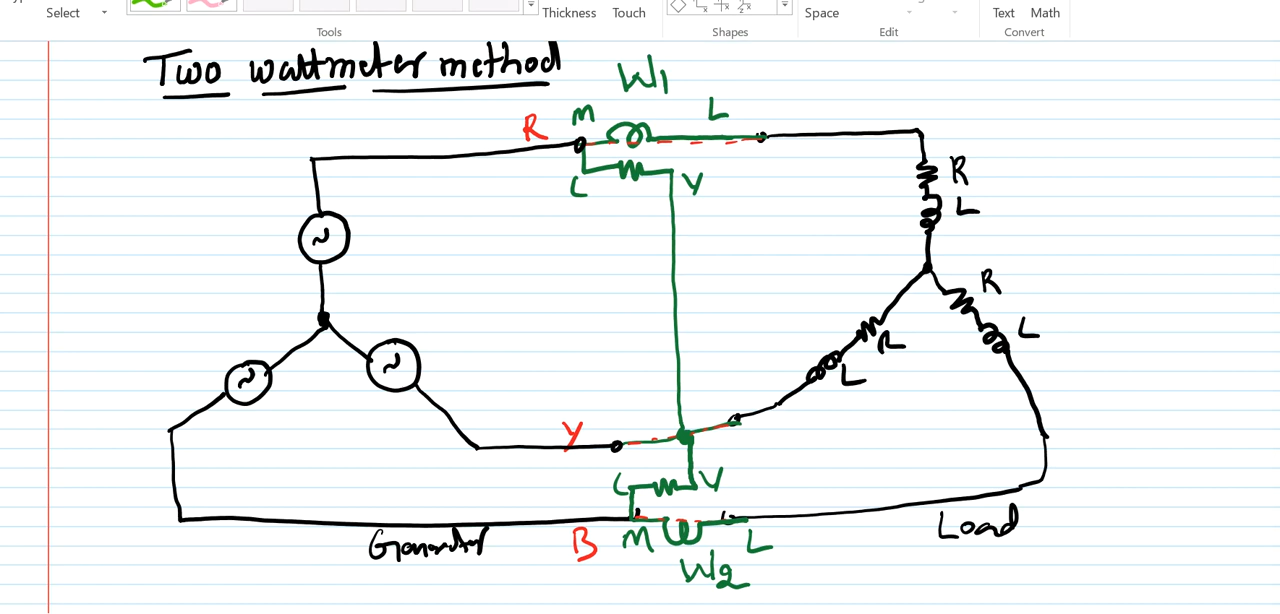 Select
Thickness Touch
Space
Text Math
Tools
Shapes
Edit
Convert
Two wattmeter method
W1
M L
R
C Y
R
L
R
L
R
L
Y
C V
B M L
Generator
Load
W2